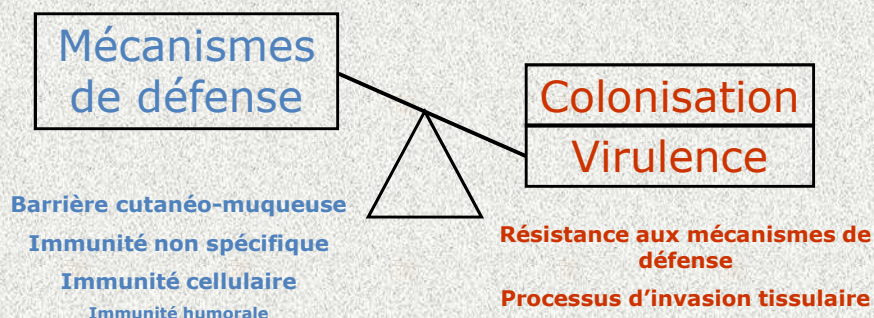 Mécanismes
de défense
Colonisation
Virulence
Barrière cutanéo-muqueuse
Immunité non spécifique
Immunité cellulaire
Immunité humorale
Résistance aux mécanismes de
défense
Processus d’invasion tissulaire